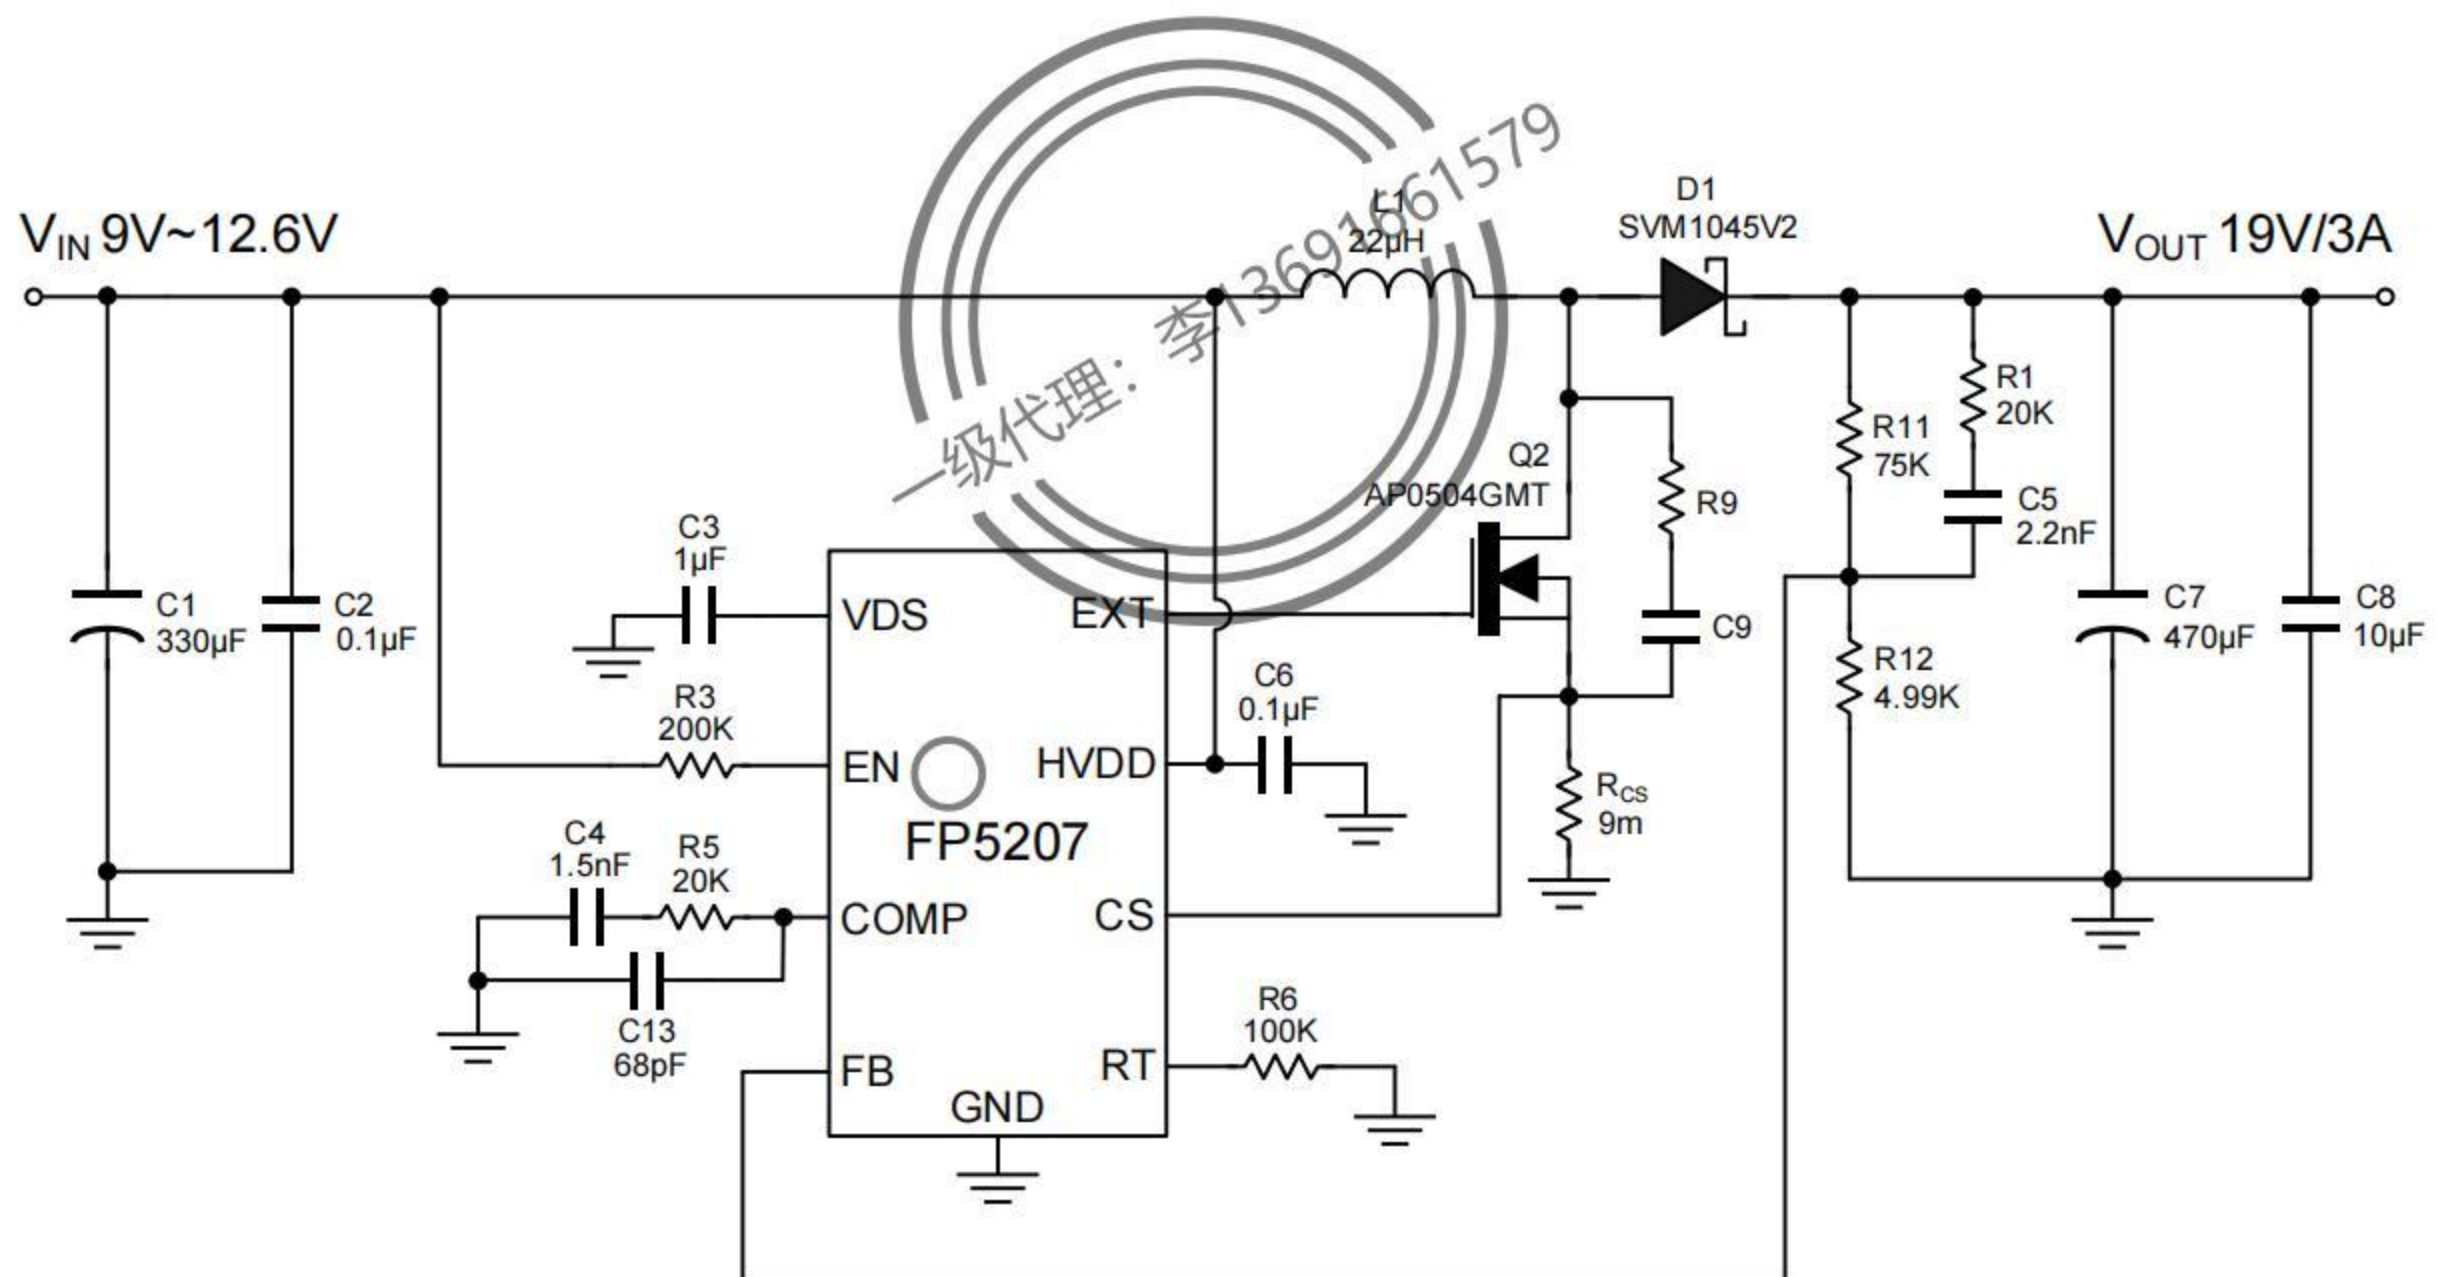 一级代理：李13691661579
V_IN 9V~12.6V
L1
22µH
D1
SVM1045V2
V_OUT 19V/3A
C1
330µF
C2
0.1µF
C3
1µF
VDS
EXT
Q2
AP0504GMT
R9
C9
R11
75K
R1
20K
C5
2.2nF
R12
4.99K
C7
470µF
C8
10µF
R3
200K
EN
HVDD
C6
0.1µF
R_CS
9m
FP5207
C4
1.5nF
R5
20K
COMP
CS
C13
68pF
R6
100K
FB
RT
GND